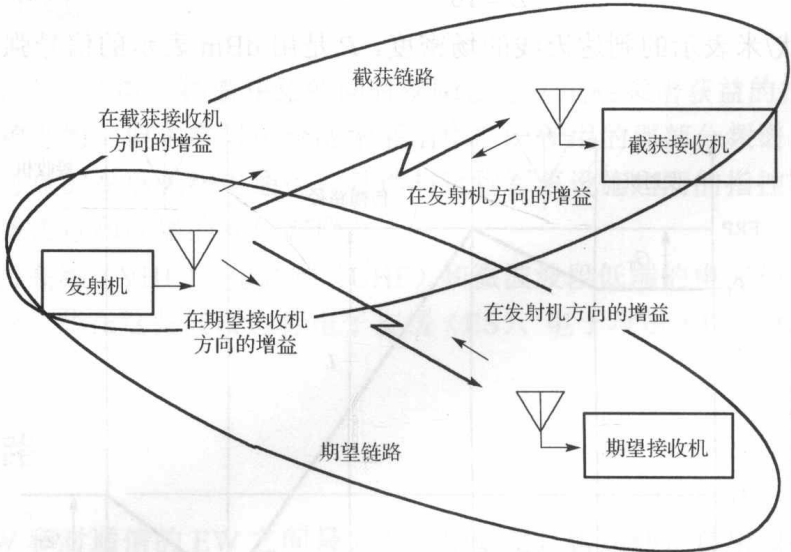 截获链路
在截获接收机
方向的增益
截获接收机
在发射机方向的增益
发射机
在期望接收机
方向的增益
在发射机方向的增益
期望链路
期望接收机